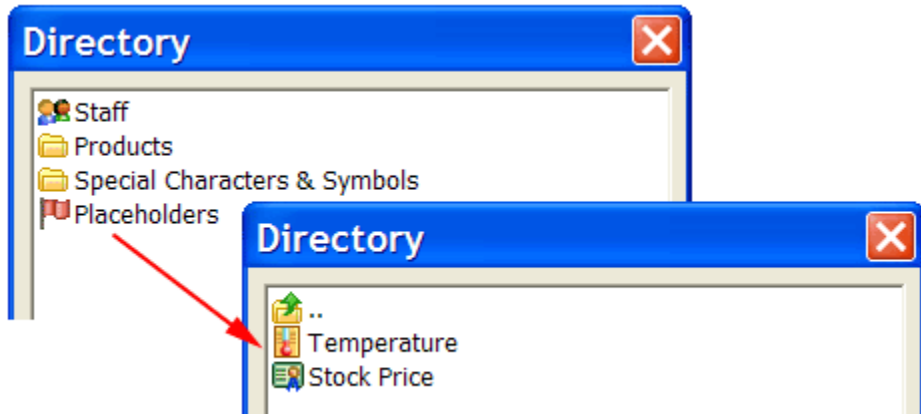 Directory
Staff
Products
Special Characters & Symbols
Placeholders
Directory
..
Temperature
Stock Price